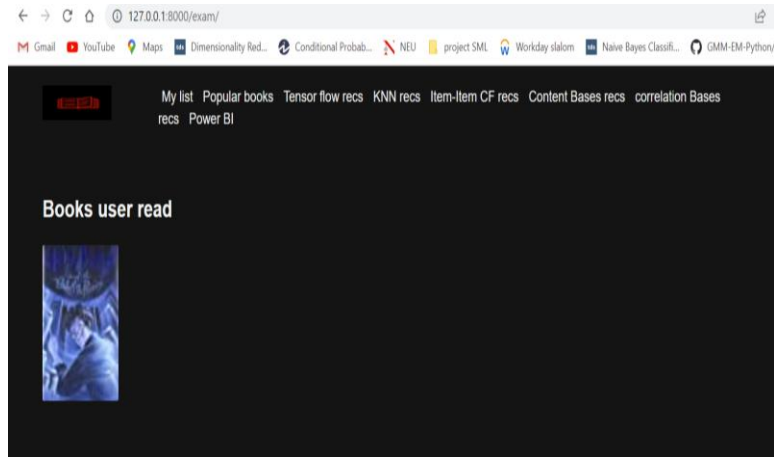 127.0.0.1:8000/exam/
Gmail YouTube Maps Dimensionality Red... Conditional Probab... NEU project SML Workday slalom Naive Bayes Classifi... GMM-EM-Python/
My list Popular books Tensor flow recs KNN recs Item-Item CF recs Content Bases recs correlation Bases
recs Power BI
Books user read